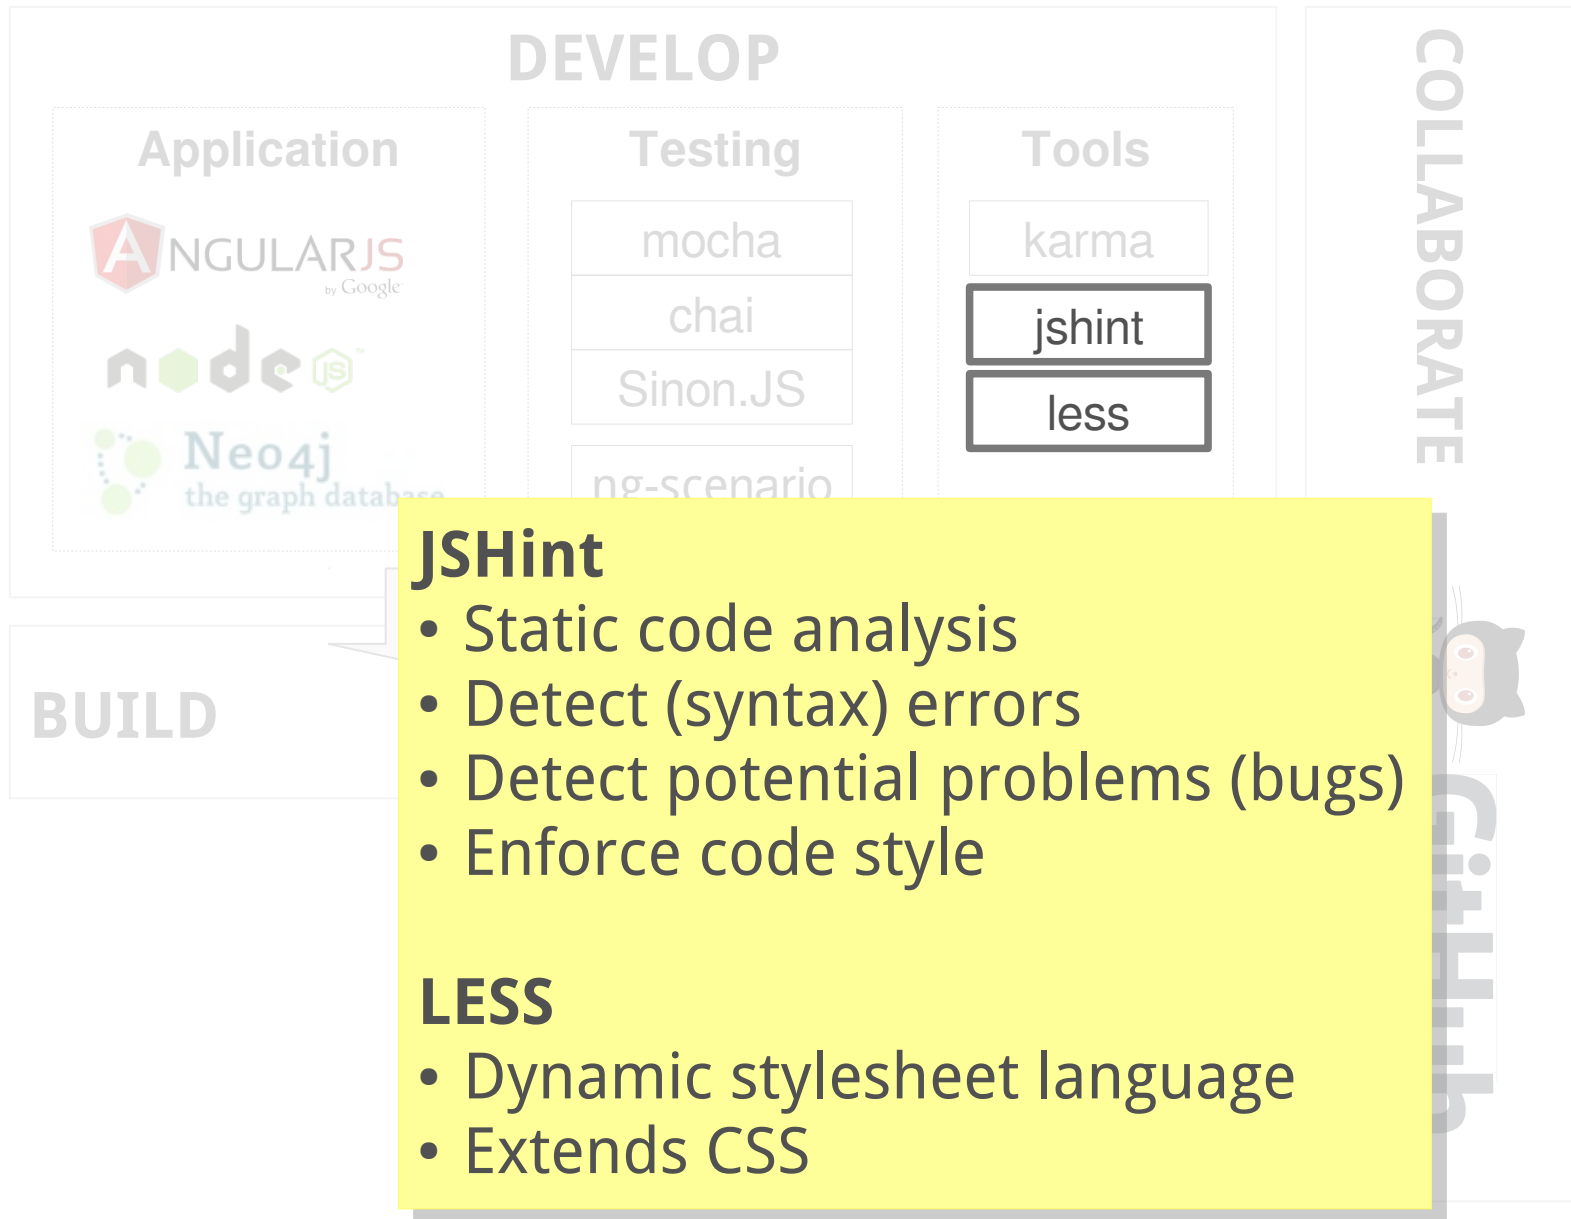 DEVELOP
Application
ANGULARJS
by Google
node JS
™
Neo4j
the graph database
Testing
mocha
chai
Sinon.JS
ng-scenario
Tools
karma
jshint
less
COLLABORATE
GitHub
BUILD
JSHint
• Static code analysis
• Detect (syntax) errors
• Detect potential problems (bugs)
• Enforce code style
LESS
• Dynamic stylesheet language
• Extends CSS